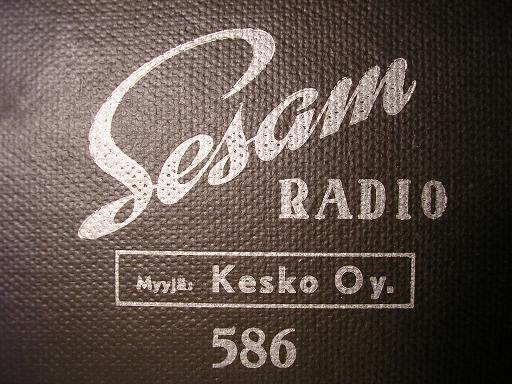 Sesam
RADIO
Myyjä: Kesko Oy.
586